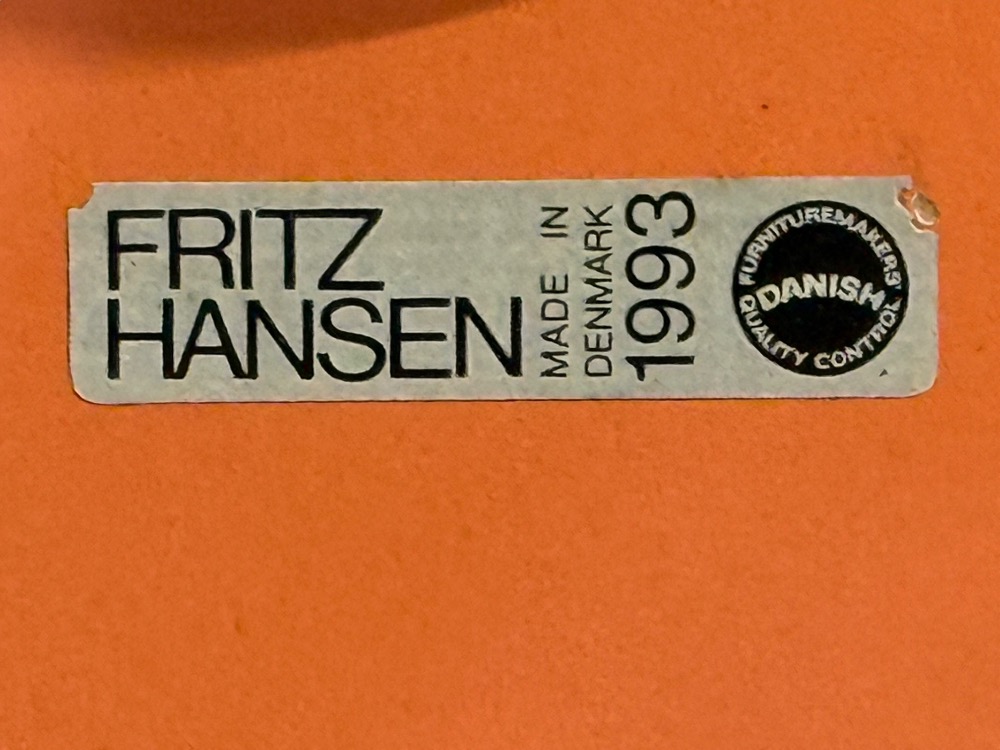 FRITZ
HANSEN
MADE IN
DENMARK
1993
FURNITUREMAKERS'
DANISH
QUALITY CONTROL